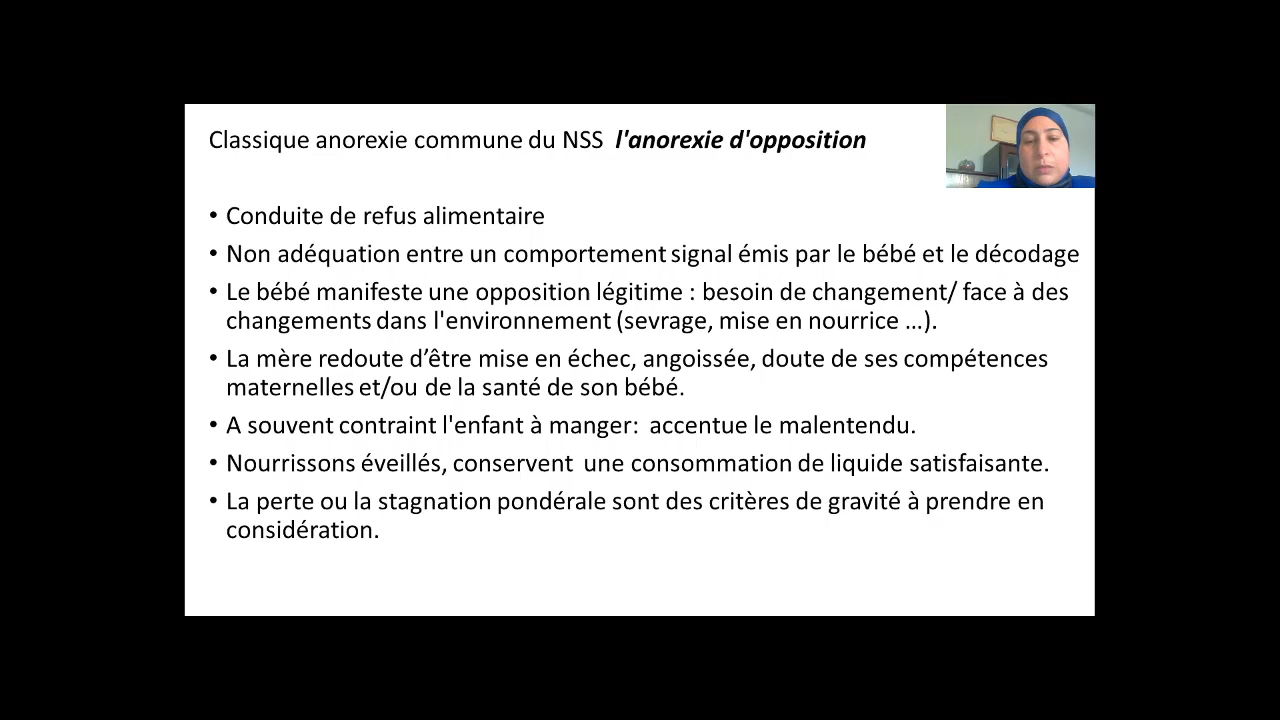 Classique anorexie commune du NSS l'anorexie d'opposition
• Conduite de refus alimentaire
• Non adéquation entre un comportement signal émis par le bébé et le décodage
• Le bébé manifeste une opposition légitime : besoin de changement/ face à des
changements dans l'environnement (sevrage, mise en nourrice ...).
• La mère redoute d’être mise en échec, angoissée, doute de ses compétences
maternelles et/ou de la santé de son bébé.
• A souvent contraint l'enfant à manger: accentue le malentendu.
• Nourrissons éveillés, conservent une consommation de liquide satisfaisante.
• La perte ou la stagnation pondérale sont des critères de gravité à prendre en
considération.